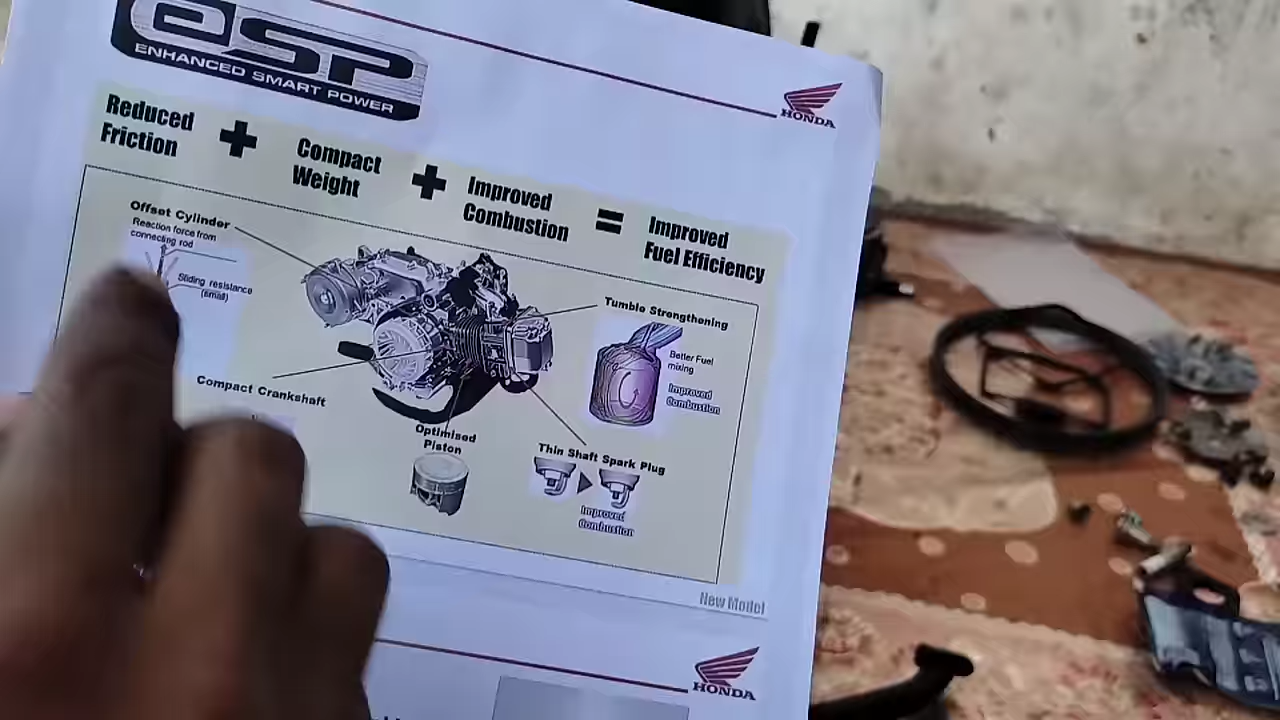 eSP
ENHANCED SMART POWER
HONDA
Reduced
Friction
+
Compact
Weight
+
Improved
Combustion
=
Improved
Fuel Efficiency
Offset Cylinder
Reaction force from
connecting rod
Sliding resistance
(small)
Compact Crankshaft
Optimised
Piston
Tumble Strengthening
Better Fuel
mixing
Improved
Combustion
Thin Shaft Spark Plug
Improved
Combustion
New Model
HONDA